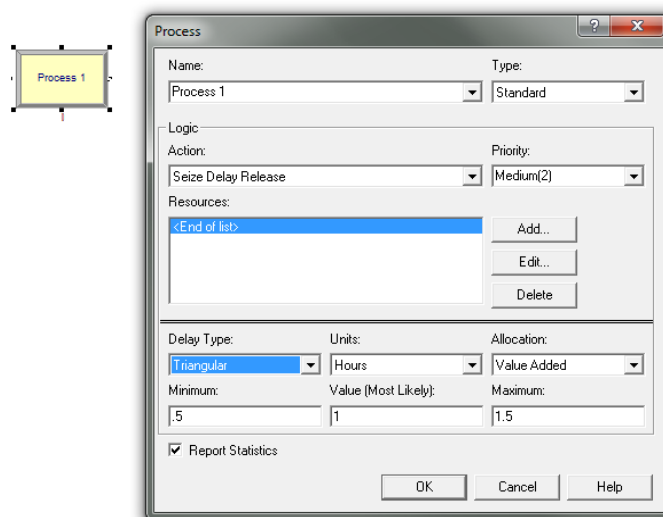 Process
Process 1
Name:
Type:
Process 1
Standard
Logic
Action:
Priority:
Seize Delay Release
Medium(2)
Resources:
<End of list>
Add...
Edit...
Delete
Delay Type:
Units:
Allocation:
Triangular
Hours
Value Added
Minimum:
Value (Most Likely):
Maximum:
.5
1
1.5
Report Statistics
OK
Cancel
Help